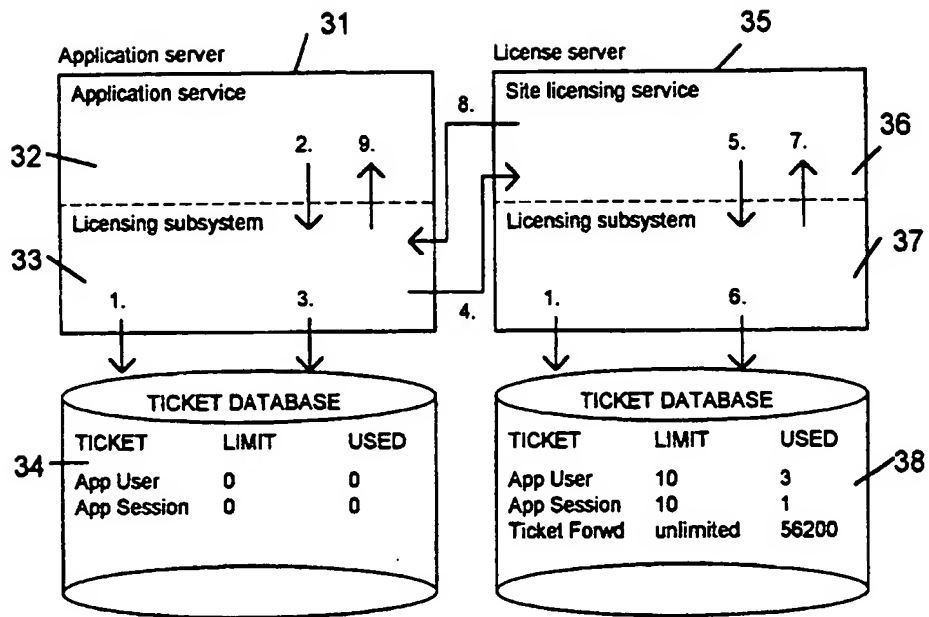 31
35
Application server
License server
Application service
Site licensing service
8.
32
2.
9.
5.
7.
36
Licensing subsystem
Licensing subsystem
33
37
1.
3.
4.
1.
6.
TICKET DATABASE
TICKET DATABASE
TICKET LIMIT USED
TICKET LIMIT USED
34
38
App User 0 0
App User 10 3
App Session 0 0
App Session 10 1
Ticket Forwd unlimited 56200